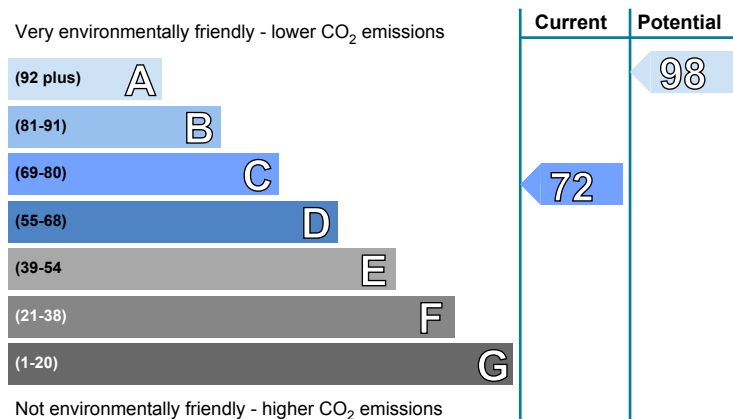 Current Potential
Very environmentally friendly - lower CO₂ emissions
(92 plus) A 98
(81-91) B
(69-80) C 72
(55-68) D
(39-54 E
(21-38) F
(1-20) G
Not environmentally friendly - higher CO₂ emissions